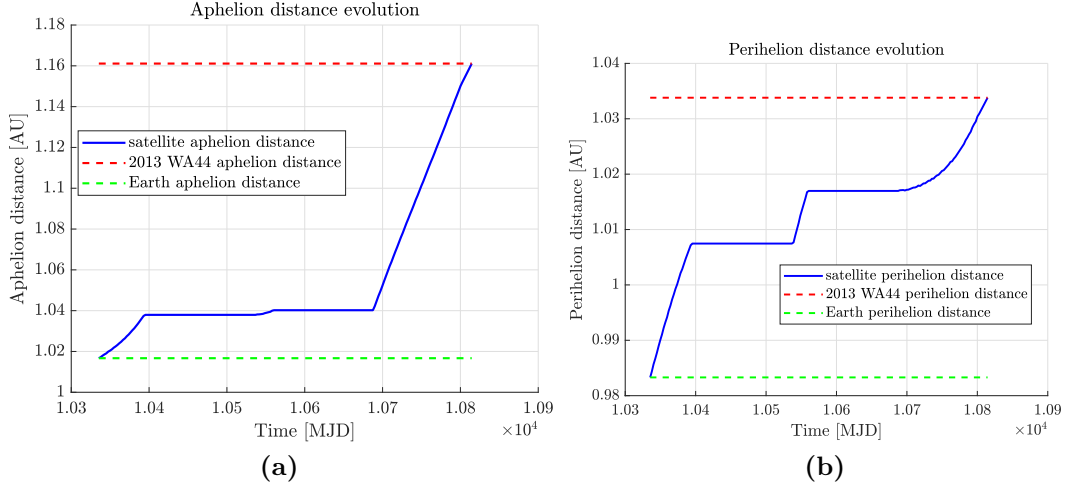 Aphelion distance evolution
1.18
1.16
1.14
1.12
1.1
1.08
1.06
1.04
1.02
1
Aphelion distance [AU]
satellite aphelion distance
2013 WA44 aphelion distance
Earth aphelion distance
1.03 1.04 1.05 1.06 1.07 1.08 1.09
Time [MJD]
×10⁴
(a)
Perihelion distance evolution
1.04
1.03
1.02
1.01
1
0.99
0.98
Perihelion distance [AU]
satellite perihelion distance
2013 WA44 perihelion distance
Earth perihelion distance
1.03 1.04 1.05 1.06 1.07 1.08 1.09
Time [MJD]
×10⁴
(b)